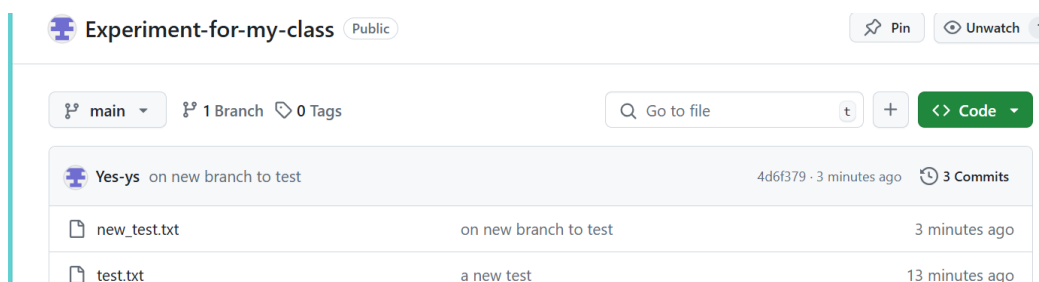 Experiment-for-my-class Public Pin Unwatch
main 1 Branch 0 Tags Go to file t + Code
Yes-ys on new branch to test 4d6f379 · 3 minutes ago 3 Commits
new_test.txt on new branch to test 3 minutes ago
test.txt a new test 13 minutes ago